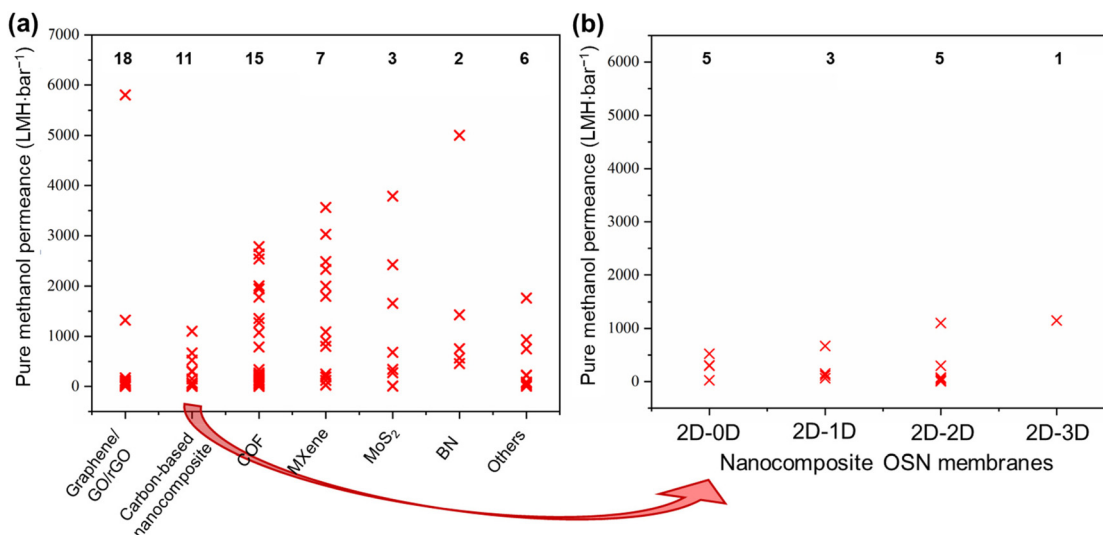 (a)
Pure methanol permeance (LMH·bar⁻¹)
7000
6000
5000
4000
3000
2000
1000
0
18 11 15 7 3 2 6
Graphene/
GO/rGO
Carbon-based
nanocomposite
COF
MXene
MoS₂
BN
Others
(b)
Pure methanol permeance (LMH·bar⁻¹)
6000
5000
4000
3000
2000
1000
0
5 3 5 1
2D-0D 2D-1D 2D-2D 2D-3D
Nanocomposite OSN membranes